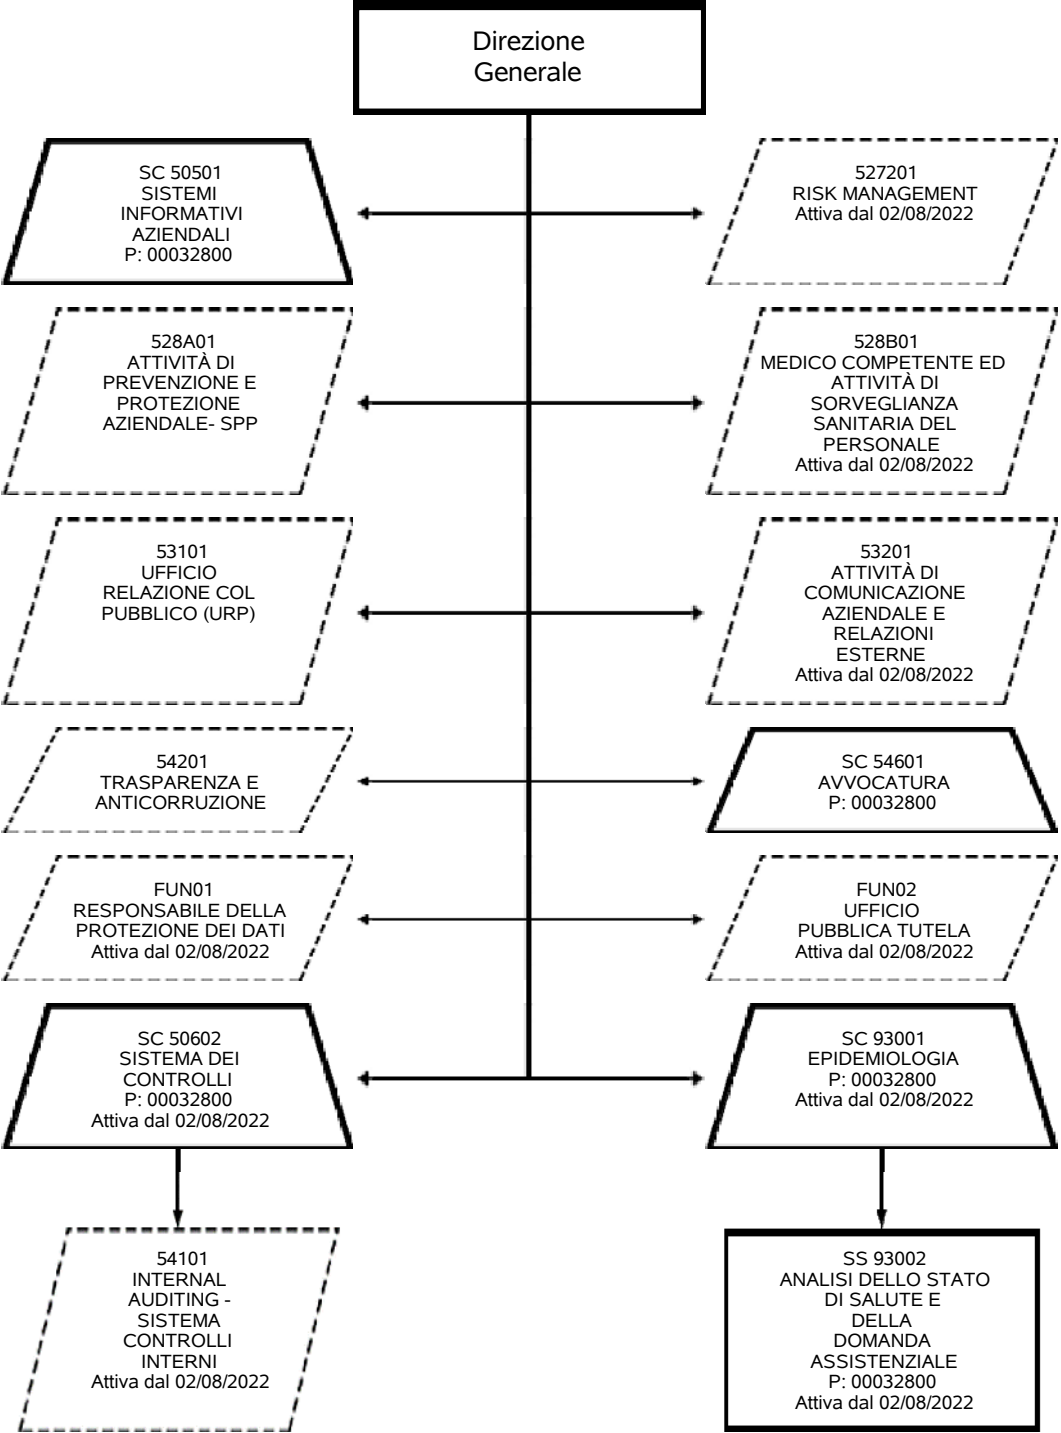 Direzione
Generale
SC 50501
SISTEMI
INFORMATIVI
AZIENDALI
P: 00032800
527201
RISK MANAGEMENT
Attiva dal 02/08/2022
528A01
ATTIVITÀ DI
PREVENZIONE E
PROTEZIONE
AZIENDALE- SPP
528B01
MEDICO COMPETENTE ED
ATTIVITÀ DI
SORVEGLIANZA
SANITARIA DEL
PERSONALE
Attiva dal 02/08/2022
53101
UFFICIO
RELAZIONE COL
PUBBLICO (URP)
53201
ATTIVITÀ DI
COMUNICAZIONE
AZIENDALE E
RELAZIONI
ESTERNE
Attiva dal 02/08/2022
54201
TRASPARENZA E
ANTICORRUZIONE
SC 54601
AVVOCATURA
P: 00032800
FUN01
RESPONSABILE DELLA
PROTEZIONE DEI DATI
Attiva dal 02/08/2022
FUN02
UFFICIO
PUBBLICA TUTELA
Attiva dal 02/08/2022
SC 50602
SISTEMA DEI
CONTROLLI
P: 00032800
Attiva dal 02/08/2022
SC 93001
EPIDEMIOLOGIA
P: 00032800
Attiva dal 02/08/2022
54101
INTERNAL
AUDITING -
SISTEMA
CONTROLLI
INTERNI
Attiva dal 02/08/2022
SS 93002
ANALISI DELLO STATO
DI SALUTE E
DELLA
DOMANDA
ASSISTENZIALE
P: 00032800
Attiva dal 02/08/2022